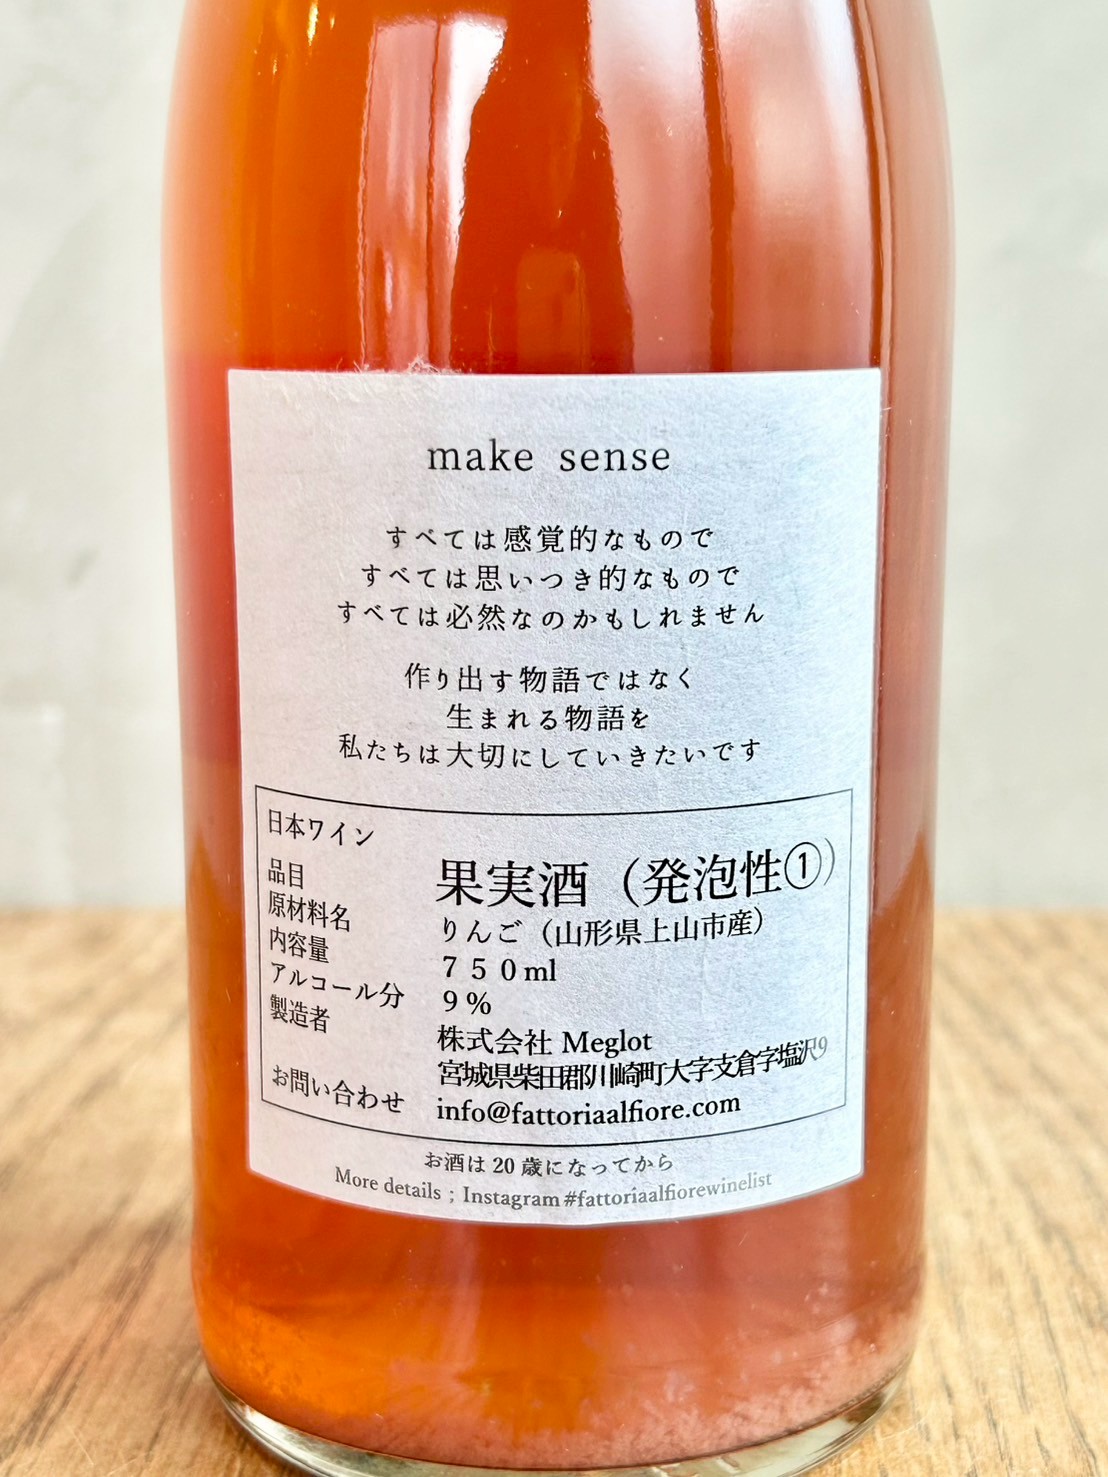 make sense
すべては感覚的なもので
すべては思いつき的なもので
すべては必然なのかもしれません
作り出す物語ではなく
生まれる物語を
私たちは大切にしていきたいです
日本ワイン
品目 果実酒（発泡性①）
原材料名 りんご（山形県上山市産）
内容量 ７５０ml
アルコール分 ９%
製造者 株式会社 Meglot
宮城県柴田郡川崎町大字支倉字塩沢9
お問い合わせ info@fattoriaalfiore.com
お酒は 20 歳になってから
More details ; Instagram #fattoriaalfiorewinelist